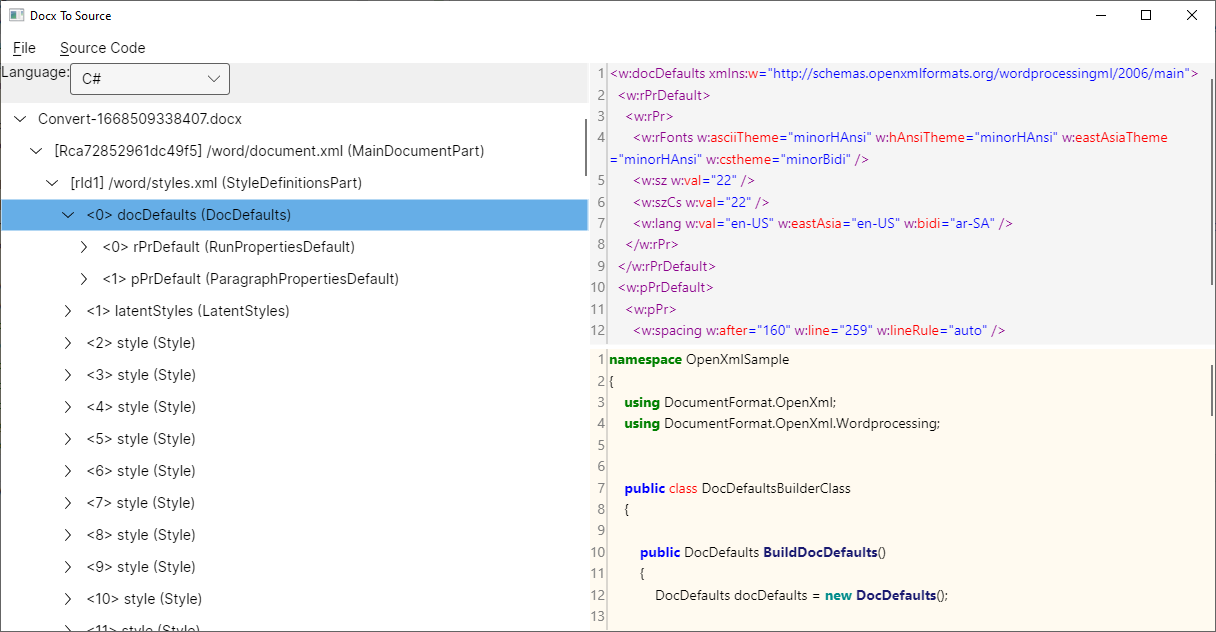 Docx To Source
File Source Code
Language: C#
Convert-1668509338407.docx
[Rca72852961dc49f5] /word/document.xml (MainDocumentPart)
[rId1] /word/styles.xml (StyleDefinitionsPart)
<0> docDefaults (DocDefaults)
<0> rPrDefault (RunPropertiesDefault)
<1> pPrDefault (ParagraphPropertiesDefault)
<1> latentStyles (LatentStyles)
<2> style (Style)
<3> style (Style)
<4> style (Style)
<5> style (Style)
<6> style (Style)
<7> style (Style)
<8> style (Style)
<9> style (Style)
<10> style (Style)
<11> style (Style)
1 <w:docDefaults xmlns:w="http://schemas.openxmlformats.org/wordprocessingml/2006/main">
2 <w:rPrDefault>
3 <w:rPr>
4 <w:rFonts w:asciiTheme="minorHAnsi" w:hAnsiTheme="minorHAnsi" w:eastAsiaTheme
="minorHAnsi" w:cstheme="minorBidi" />
5 <w:sz w:val="22" />
6 <w:szCs w:val="22" />
7 <w:lang w:val="en-US" w:eastAsia="en-US" w:bidi="ar-SA" />
8 </w:rPr>
9 </w:rPrDefault>
10 <w:pPrDefault>
11 <w:pPr>
12 <w:spacing w:after="160" w:line="259" w:lineRule="auto" />
1 namespace OpenXmlSample
2 {
3 using DocumentFormat.OpenXml;
4 using DocumentFormat.OpenXml.Wordprocessing;
5
6
7 public class DocDefaultsBuilderClass
8 {
9
10 public DocDefaults BuildDocDefaults()
11 {
12 DocDefaults docDefaults = new DocDefaults();
13